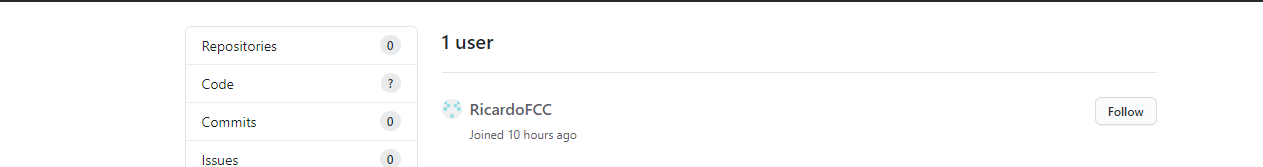 Repositories 0
Code ?
Commits 0
Issues 0
1 user
RicardoFCC
Joined 10 hours ago
Follow